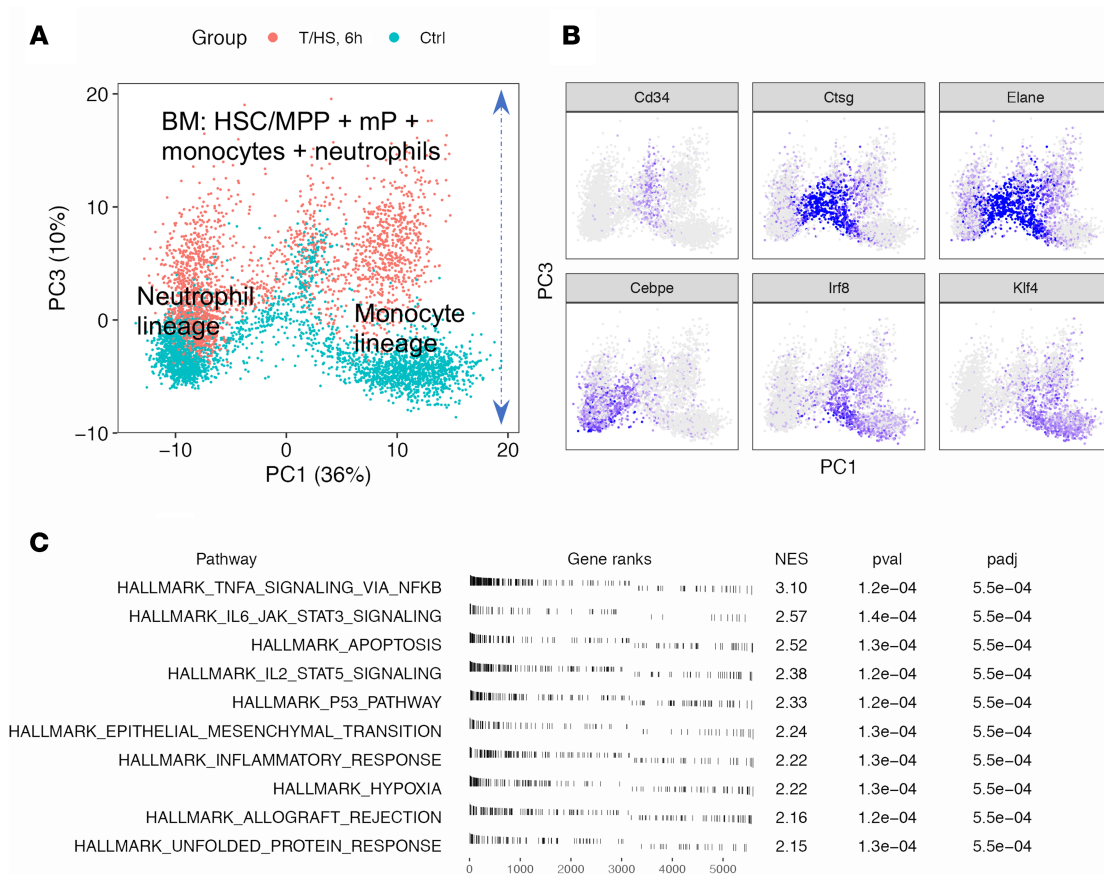 A
Group T/HS, 6h Ctrl
BM: HSC/MPP + mP +
monocytes + neutrophils
Neutrophil
lineage
Monocyte
lineage
20
10
0
−10
PC3 (10%)
−10 0 10 20
PC1 (36%)
B
Cd34 Ctsg Elane
Cebpe Irf8 Klf4
PC3
PC1
C
Pathway Gene ranks NES pval padj
HALLMARK_TNFA_SIGNALING_VIA_NFKB 3.10 1.2e−04 5.5e−04
HALLMARK_IL6_JAK_STAT3_SIGNALING 2.57 1.4e−04 5.5e−04
HALLMARK_APOPTOSIS 2.52 1.3e−04 5.5e−04
HALLMARK_IL2_STAT5_SIGNALING 2.38 1.2e−04 5.5e−04
HALLMARK_P53_PATHWAY 2.33 1.2e−04 5.5e−04
HALLMARK_EPITHELIAL_MESENCHYMAL_TRANSITION 2.24 1.3e−04 5.5e−04
HALLMARK_INFLAMMATORY_RESPONSE 2.22 1.3e−04 5.5e−04
HALLMARK_HYPOXIA 2.22 1.3e−04 5.5e−04
HALLMARK_ALLOGRAFT_REJECTION 2.16 1.2e−04 5.5e−04
HALLMARK_UNFOLDED_PROTEIN_RESPONSE 2.15 1.3e−04 5.5e−04
0 1000 2000 3000 4000 5000